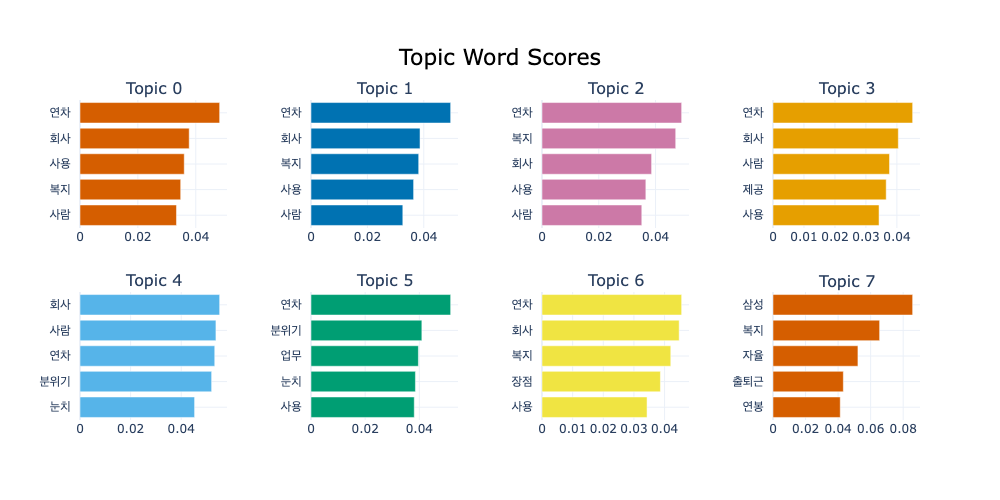 Topic Word Scores
Topic 0
연차
회사
사용
복지
사람
0 0.02 0.04
Topic 1
연차
회사
복지
사용
사람
0 0.02 0.04
Topic 2
연차
복지
회사
사용
사람
0 0.02 0.04
Topic 3
연차
회사
사람
제공
사용
0 0.01 0.02 0.03 0.04
Topic 4
회사
사람
연차
분위기
눈치
0 0.02 0.04
Topic 5
연차
분위기
업무
눈치
사용
0 0.02 0.04
Topic 6
연차
회사
복지
장점
사용
0 0.01 0.02 0.03 0.04
Topic 7
삼성
복지
자율
출퇴근
연봉
0 0.02 0.04 0.06 0.08